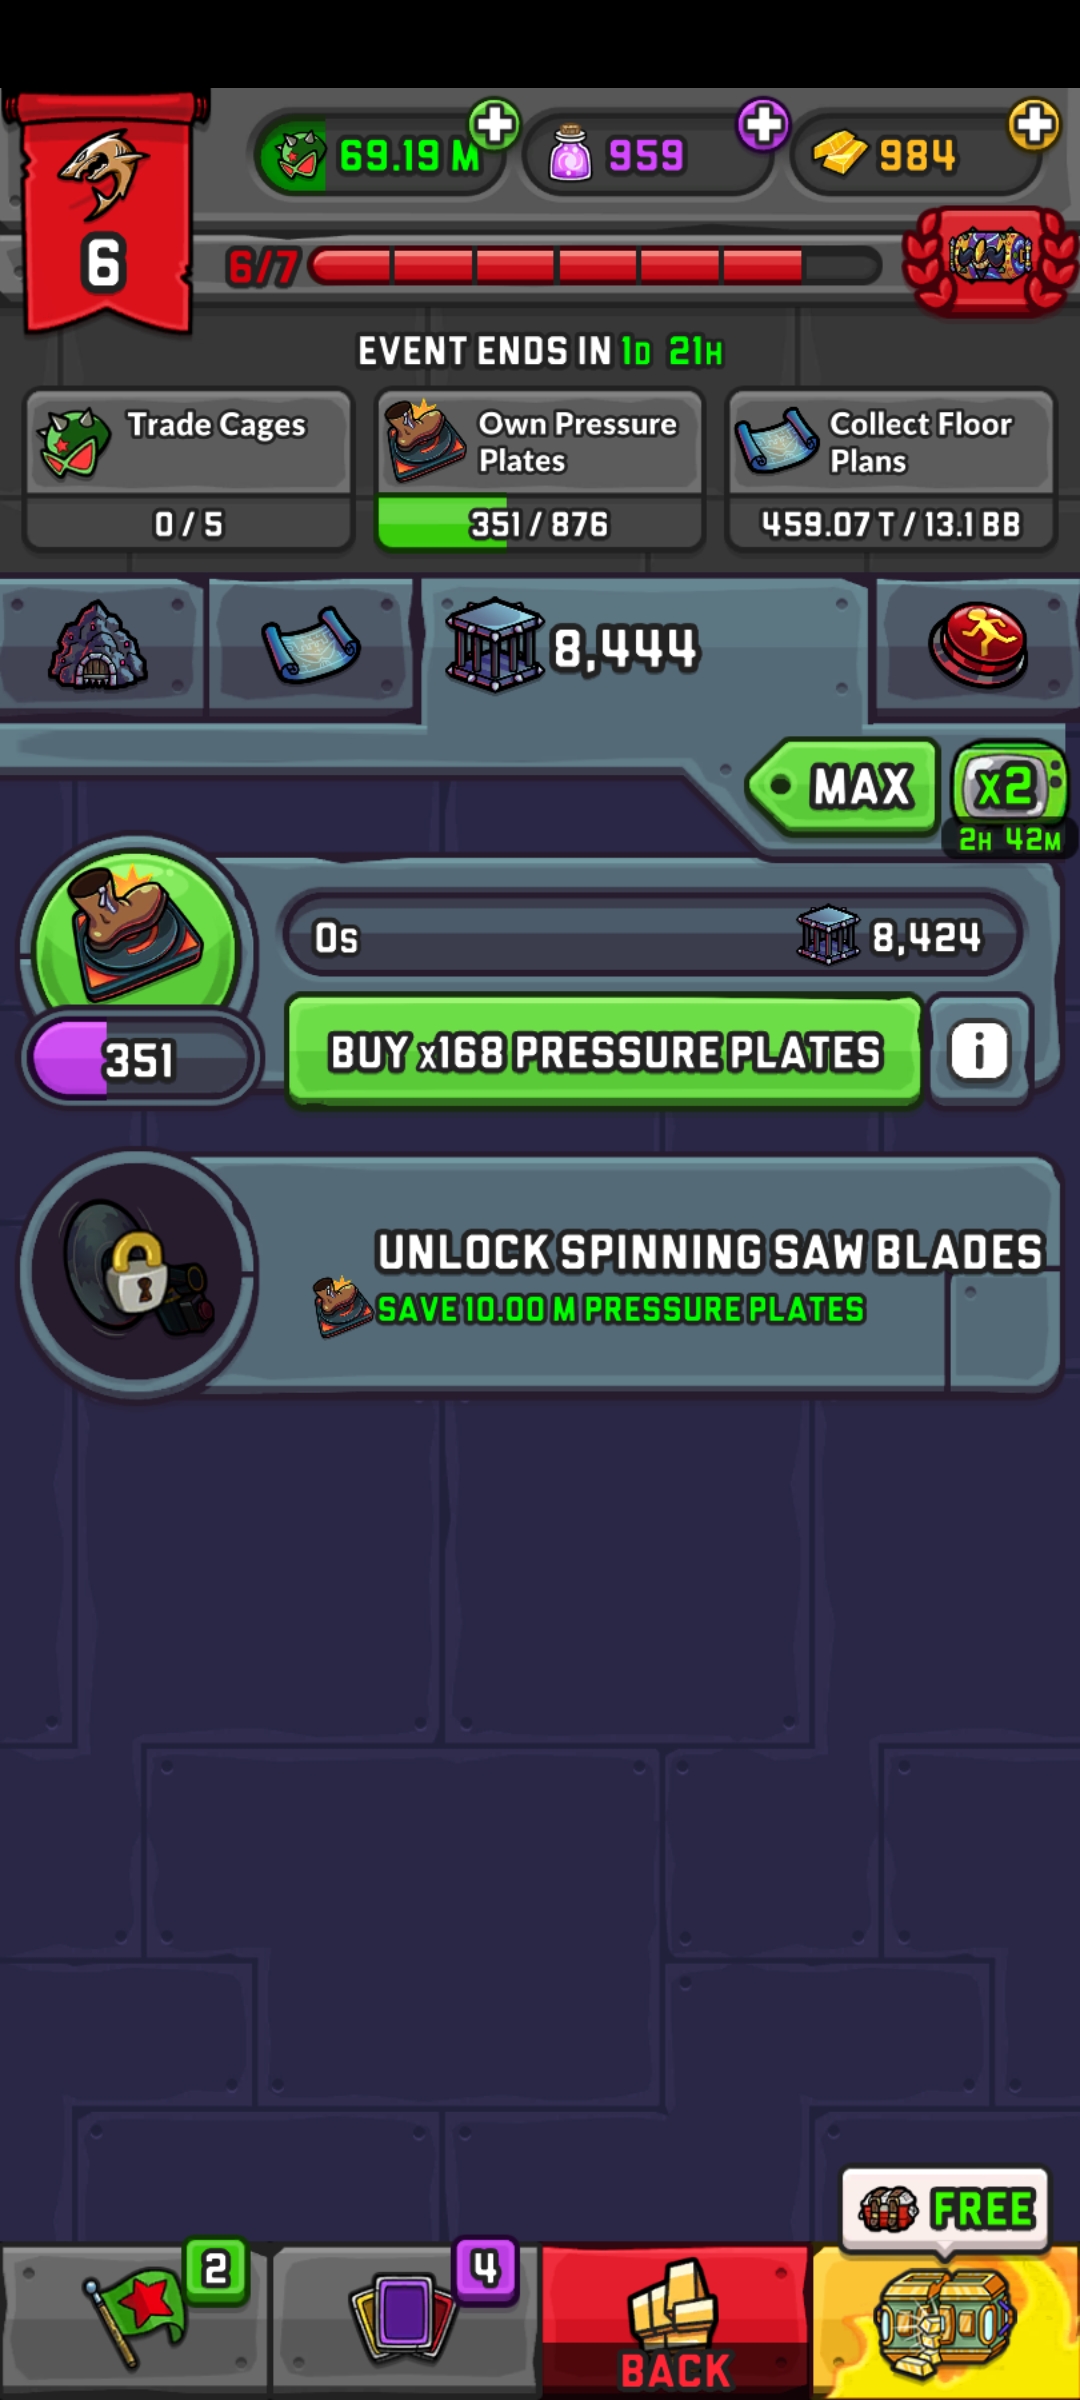 69.19 M
959
984
6
6/7
EVENT ENDS IN 1D 21H
Trade Cages
0 / 5
Own Pressure
Plates
351 / 876
Collect Floor
Plans
459.07 T / 13.1 BB
8,444
MAX
x2
2H 42M
0s
8,424
351
BUY x168 PRESSURE PLATES
i
UNLOCK SPINNING SAW BLADES
SAVE 10.00 M PRESSURE PLATES
FREE
2
4
BACK